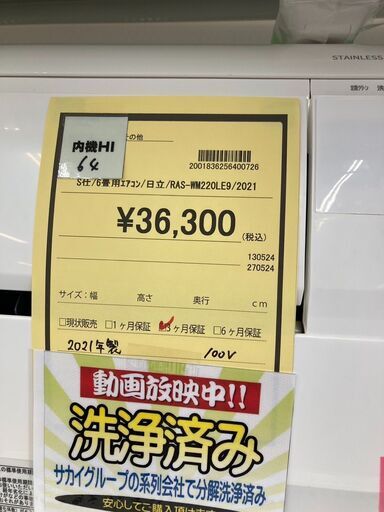 STAINLESS
内機HI
64
その他
2001836256400726
S任/6畳用ｴｱｺﾝ/日立/RAS-WM220LE9/2021
¥36,300
(税込)
130524
270524
サイズ：幅 高さ 奥行 cm
□現状販売 □1ヶ月保証 □3ヶ月保証 □6ヶ月保証
2021年製 100V
動画放映中!!
洗浄済み
サカイグループの系列会社で分解洗浄済み
安心してご購入頂けます